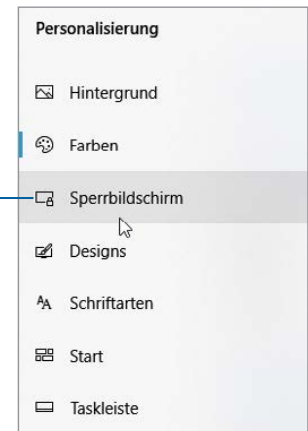 Personalisierung
Hintergrund
Farben
Sperrbildschirm
Designs
Schriftarten
Start
Taskleiste